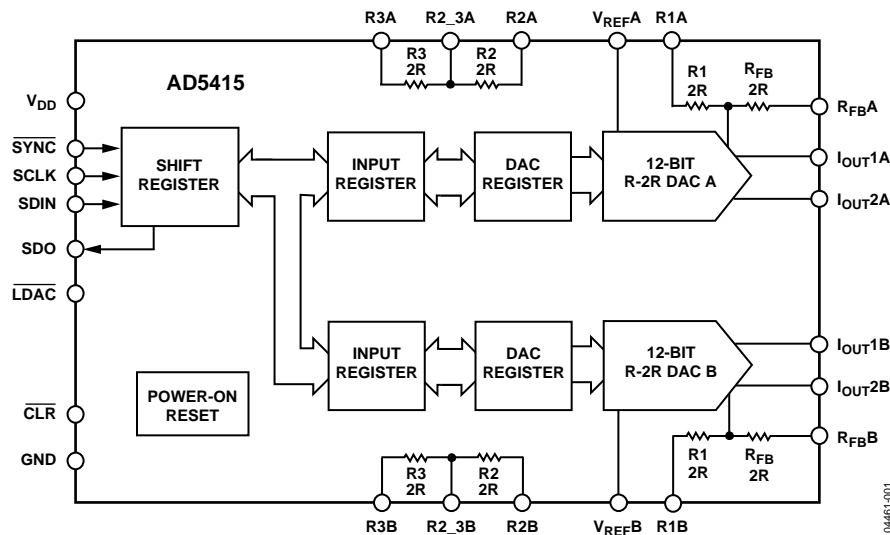 R3A R2_3A R2A VREFA R1A
R3 2R
R2 2R
R1 2R
RFB 2R
AD5415
VDD
SYNC
SCLK
SDIN
SDO
LDAC
CLR
GND
SHIFT
REGISTER
INPUT
REGISTER
DAC
REGISTER
12-BIT
R-2R DAC A
RFBA
IOUT1A
IOUT2A
INPUT
REGISTER
DAC
REGISTER
12-BIT
R-2R DAC B
IOUT1B
IOUT2B
RFBB
POWER-ON
RESET
R3
2R
R2
2R
R1
2R
RFB
2R
R3B R2_3B R2B VREFB R1B
04461-001